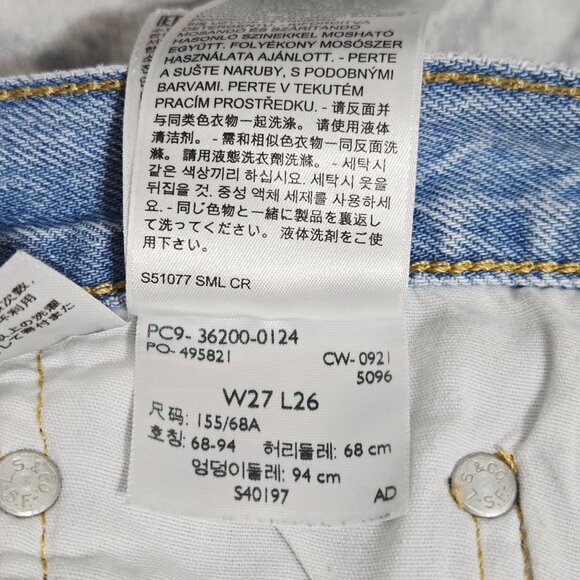 MOSANDO ÉS SZÁRÍTANDÓ.
HASONLÓ SZÍNEKKEL MOSHATÓ
EGYÜTT. FOLYÉKONY MOSÓSZER
HASZNÁLATA AJÁNLOTT. - PERTE
A SUŠTE NARUBY, S PODOBNÝMI
BARVAMI. PERTE V TEKUTÉM
PRACÍM PROSTŘEDKU. - 请反面并
与同类色衣物一起洗涤。请使用液体
清洁剂。- 需和相似色衣物一同反面洗
滌。請用液態洗衣劑洗滌。- 세탁시
같은 색상끼리 하십시요. 세탁시 옷을
뒤집을 것. 중성 액체 세제를 사용하세
요. - 同じ色物と一緒に製品を裏返し
て洗ってください。液体洗剤をご使
用下さい。
S51077 SML CR
PC9- 36200-0124
PO- 495821
CW- 0921
5096
W27 L26
尺码: 155/68A
호칭: 68-94 허리둘레: 68 cm
엉덩이둘레: 94 cm
S40197 AD
L.S.&CO.
S-F-